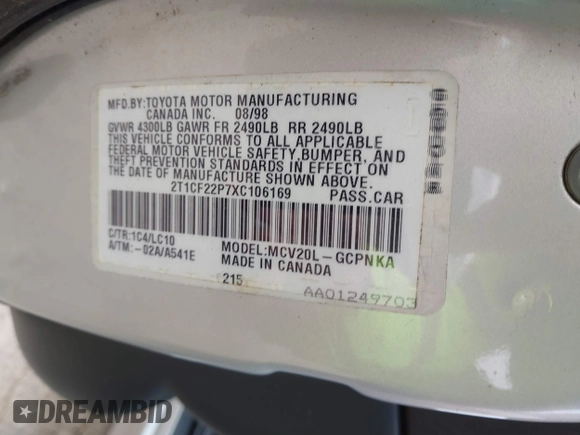 MFD.BY:TOYOTA MOTOR MANUFACTURING
CANADA INC. 08/98
GVWR 4300LB GAWR FR 2490LB RR 2490LB
THIS VEHICLE CONFORMS TO ALL APPLICABLE
FEDERAL MOTOR VEHICLE SAFETY,BUMPER, AND
THEFT PREVENTION STANDARDS IN EFFECT ON
THE DATE OF MANUFACTURE SHOWN ABOVE.
2T1CF22P7XC106169 PASS.CAR
C/TR:1C4/LC10 MODEL:MCV20L-GCPNKA
A/TM:-02A/A541E MADE IN CANADA
215
AA01249703
DREAMBID